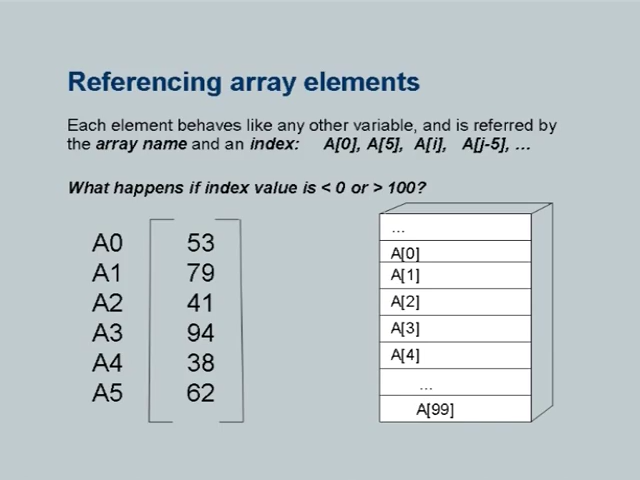 Referencing array elements
Each element behaves like any other variable, and is referred by
the array name and an index: A[0], A[5], A[i], A[j-5], ...
What happens if index value is < 0 or > 100?
A0 53
A1 79
A2 41
A3 94
A4 38
A5 62
...
A[0]
A[1]
A[2]
A[3]
A[4]
...
A[99]